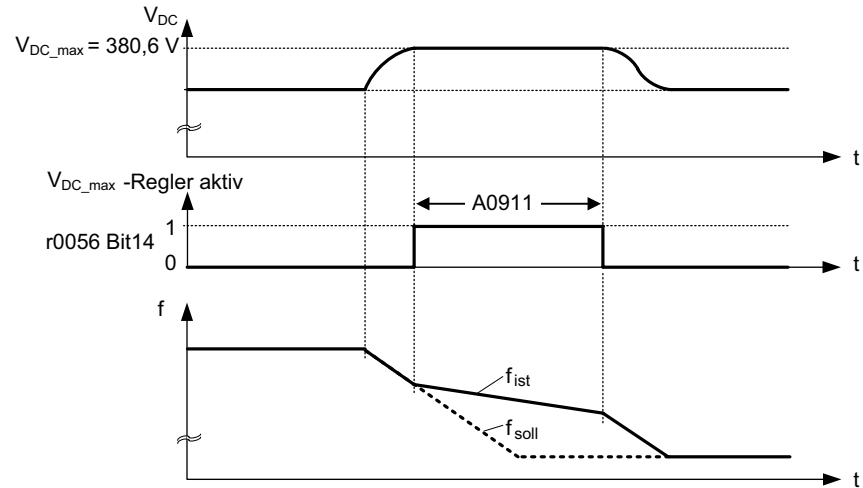 V_DC
V_DC_max = 380,6 V
t
V_DC_max -Regler aktiv
A0911
1
r0056 Bit14
0
t
f
f_ist
f_soll
t